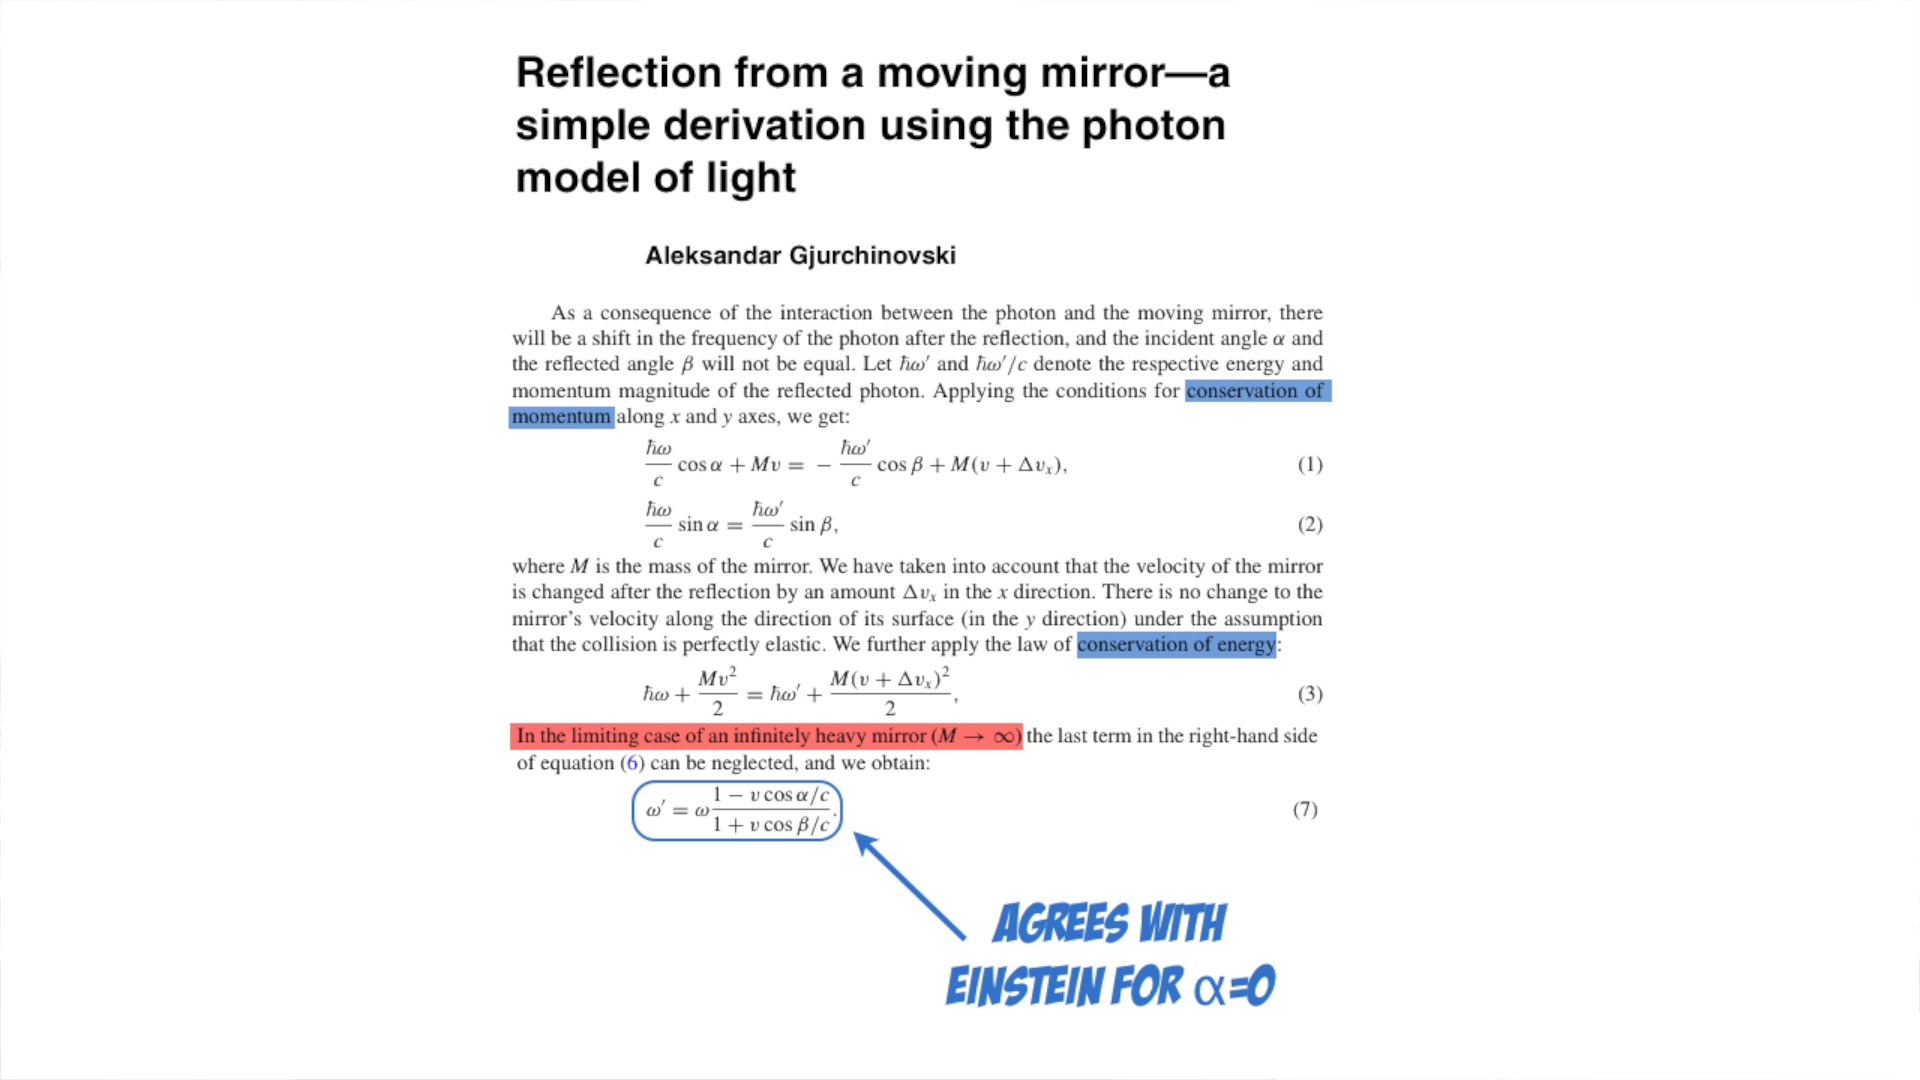 Reflection from a moving mirror—a
simple derivation using the photon
model of light
Aleksandar Gjurchinovski
As a consequence of the interaction between the photon and the moving mirror, there
will be a shift in the frequency of the photon after the reflection, and the incident angle α and
the reflected angle β will not be equal. Let ℏω′ and ℏω′/c denote the respective energy and
momentum magnitude of the reflected photon. Applying the conditions for conservation of
momentum along x and y axes, we get:
ℏω/c cos α + Mv = − ℏω′/c cos β + M(v + Δvₓ), (1)
ℏω/c sin α = ℏω′/c sin β, (2)
where M is the mass of the mirror. We have taken into account that the velocity of the mirror
is changed after the reflection by an amount Δvₓ in the x direction. There is no change to the
mirror's velocity along the direction of its surface (in the y direction) under the assumption
that the collision is perfectly elastic. We further apply the law of conservation of energy:
ℏω + Mv²/2 = ℏω′ + M(v + Δvₓ)²/2, (3)
In the limiting case of an infinitely heavy mirror (M → ∞) the last term in the right-hand side
of equation (6) can be neglected, and we obtain:
ω′ = ω (1 − v cos α/c)/(1 + v cos β/c). (7)
AGREES WITH
EINSTEIN FOR α=0